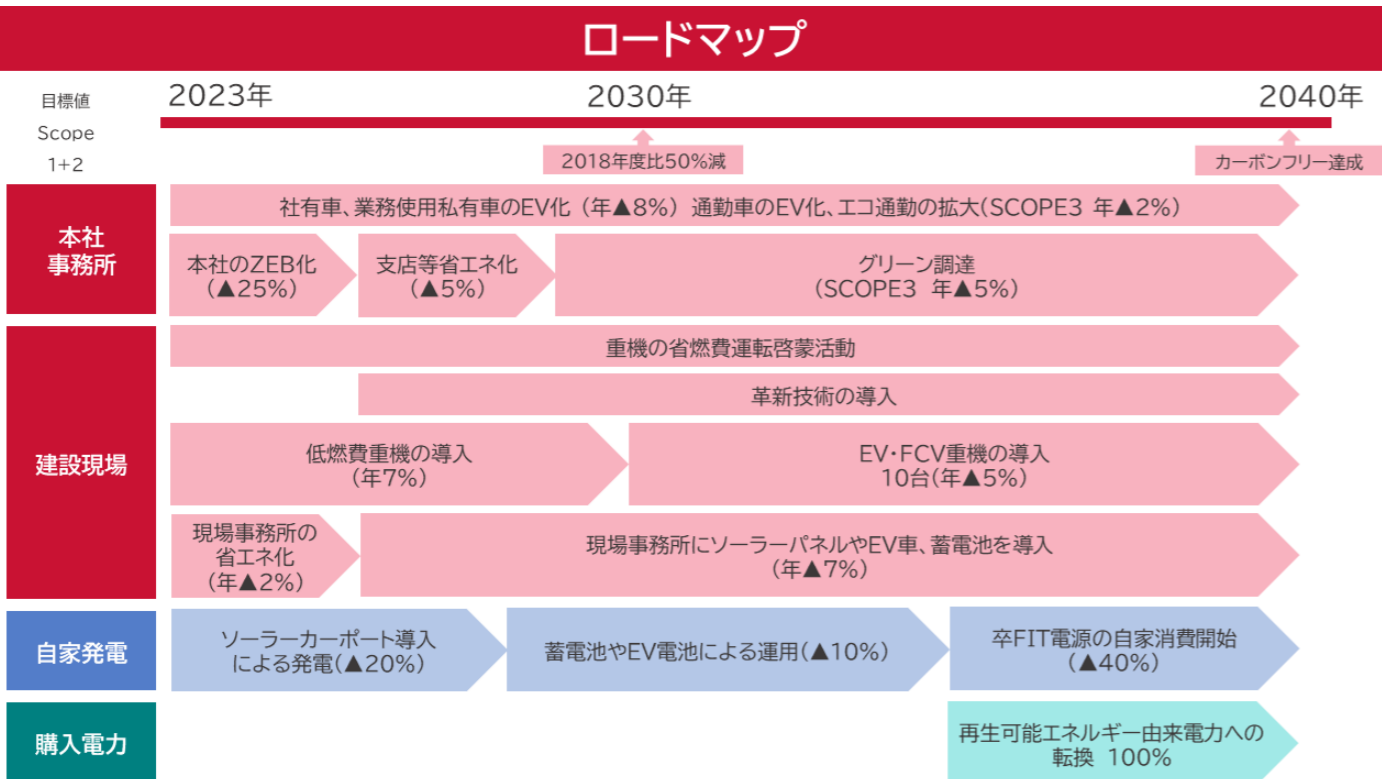 ロードマップ
目標値
Scope
1+2
2023年
2030年
2040年
2018年度比50%減
カーボンフリー達成
本社
事務所
社有車、業務使用私有車のEV化（年▲8%）通勤車のEV化、エコ通勤の拡大(SCOPE3 年▲2%)
本社のZEB化
(▲25%)
支店等省エネ化
(▲5%)
グリーン調達
(SCOPE3 年▲5%)
建設現場
重機の省燃費運転啓蒙活動
革新技術の導入
低燃費重機の導入
(年7%)
EV・FCV重機の導入
10台(年▲5%)
現場事務所の
省エネ化
(年▲2%)
現場事務所にソーラーパネルやEV車、蓄電池を導入
(年▲7%)
自家発電
ソーラーカーポート導入
による発電(▲20%)
蓄電池やEV電池による運用(▲10%)
卒FIT電源の自家消費開始
(▲40%)
購入電力
再生可能エネルギー由来電力への
転換 100%